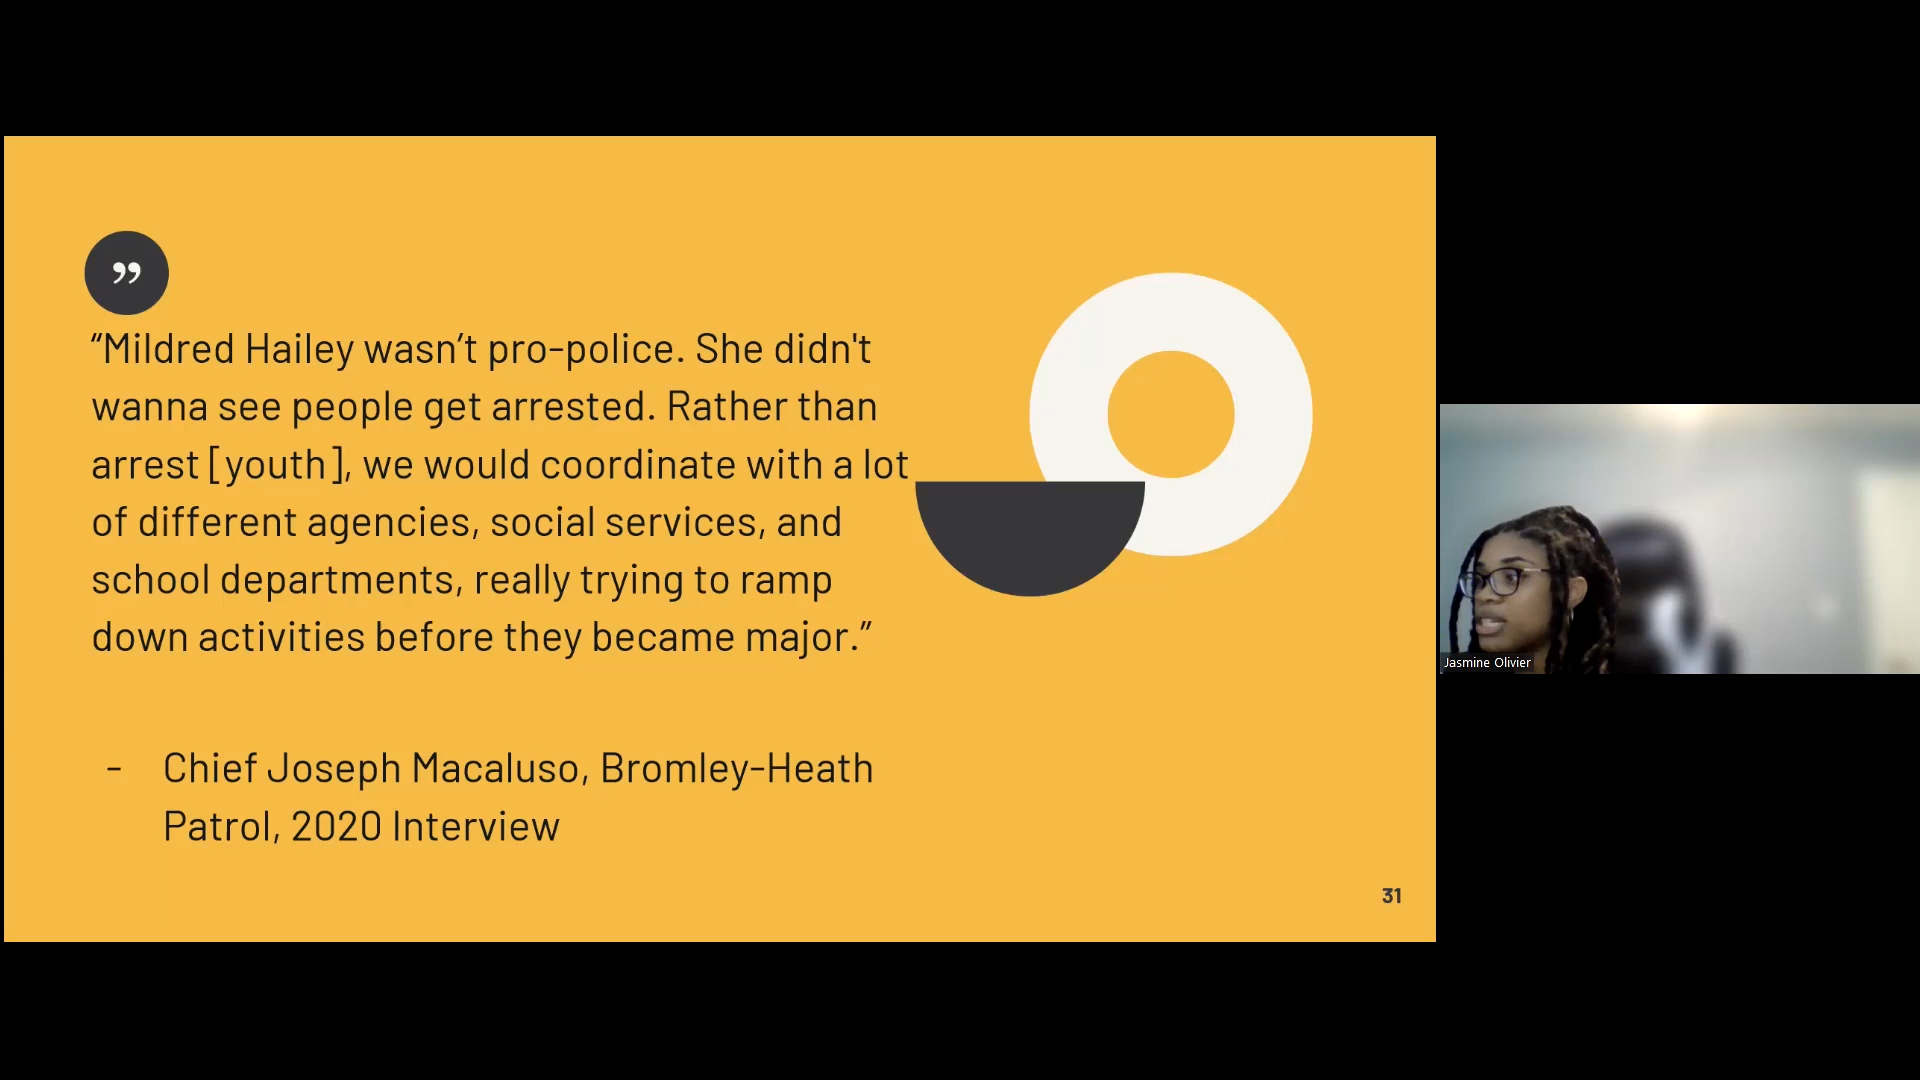 ”
“Mildred Hailey wasn’t pro-police. She didn't
wanna see people get arrested. Rather than
arrest [youth], we would coordinate with a lot
of different agencies, social services, and
school departments, really trying to ramp
down activities before they became major.”
- Chief Joseph Macaluso, Bromley-Heath
Patrol, 2020 Interview
31
Jasmine Olivier